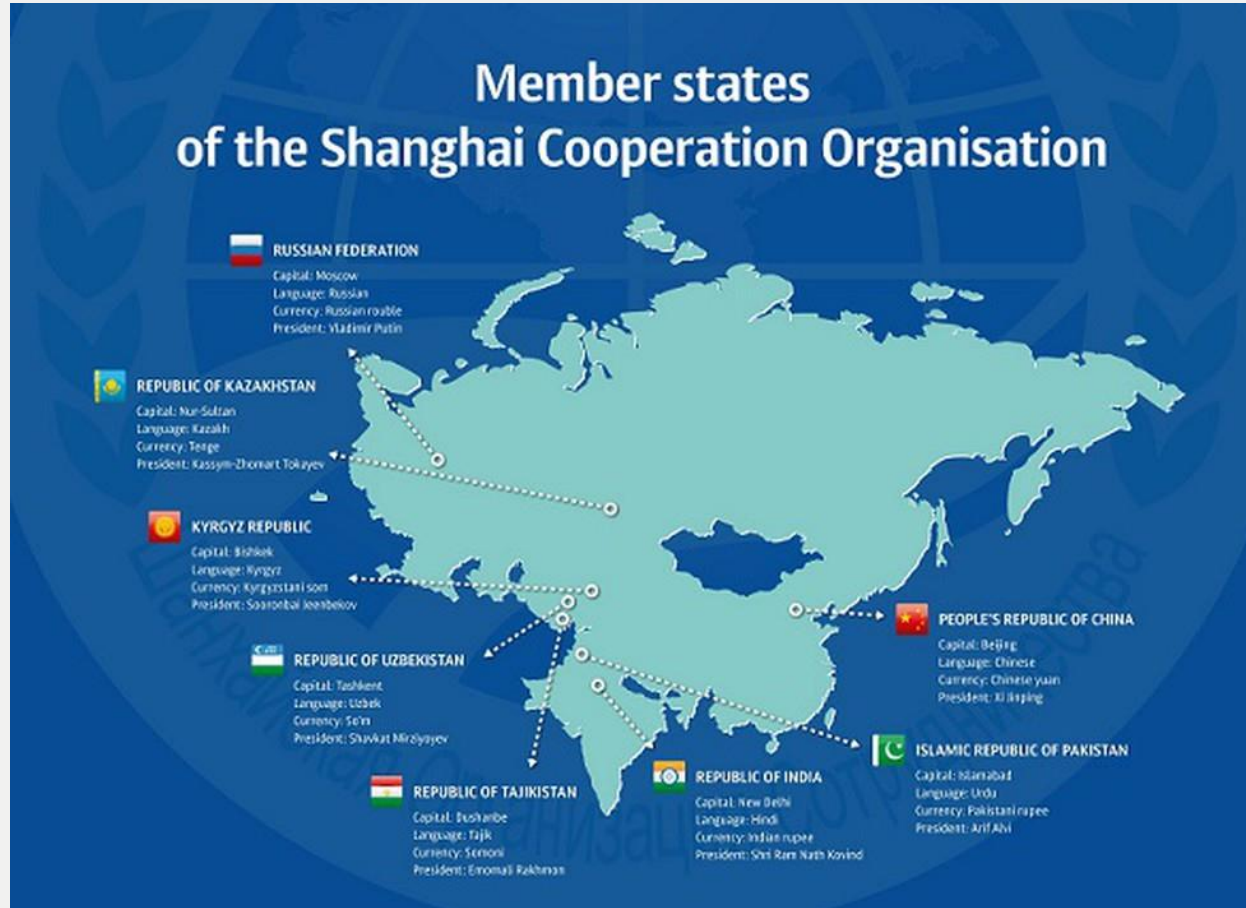 Member states
of the Shanghai Cooperation Organisation
RUSSIAN FEDERATION
Capital: Moscow
Language: Russian
Currency: Russian rouble
President: Vladimir Putin
REPUBLIC OF KAZAKHSTAN
Capital: Nur-Sultan
Language: Kazakh
Currency: Tenge
President: Kassym-Zhomart Tokayev
KYRGYZ REPUBLIC
Capital: Bishkek
Language: Kyrgyz
Currency: Kyrgyzstani som
President: Sooronbai Jeenbekov
REPUBLIC OF UZBEKISTAN
Capital: Tashkent
Language: Uzbek
Currency: So'm
President: Shavkat Mirziyoyev
REPUBLIC OF TAJIKISTAN
Capital: Dushanbe
Language: Tajik
Currency: Somoni
President: Emomali Rakhmon
REPUBLIC OF INDIA
Capital: New Delhi
Language: Hindi
Currency: Indian rupee
President: Shri Ram Nath Kovind
PEOPLE'S REPUBLIC OF CHINA
Capital: Beijing
Language: Chinese
Currency: Chinese yuan
President: Xi Jinping
ISLAMIC REPUBLIC OF PAKISTAN
Capital: Islamabad
Language: Urdu
Currency: Pakistani rupee
President: Arif Alvi